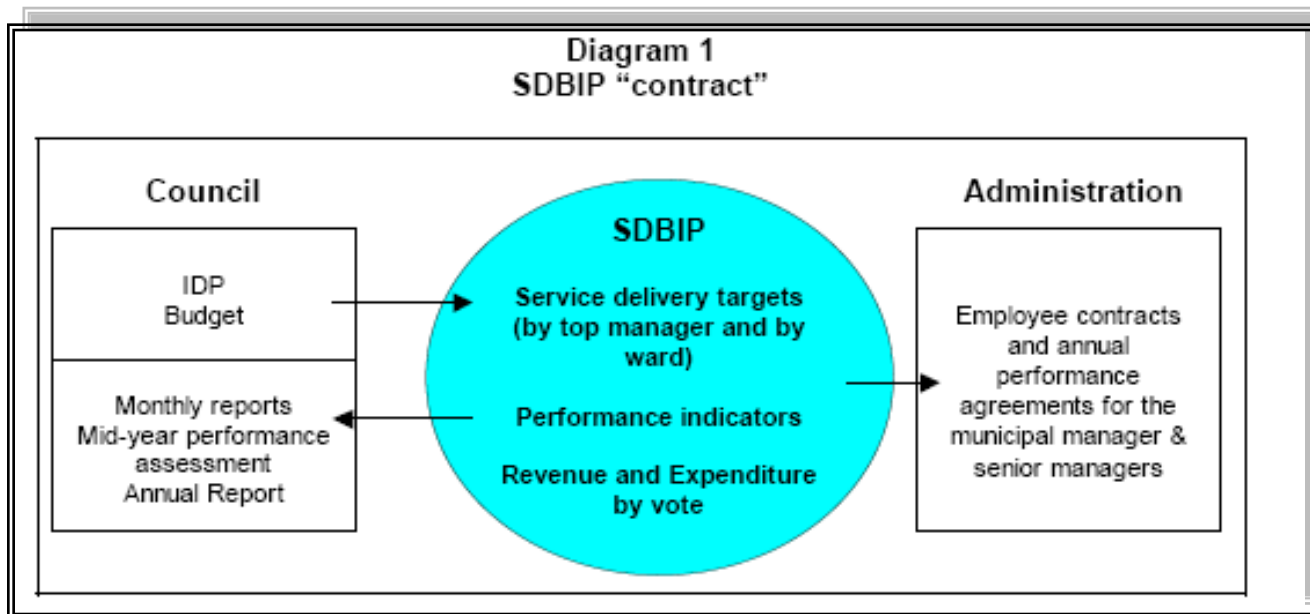 Diagram 1
SDBIP “contract”
Council
IDP
Budget
Monthly reports
Mid-year performance
assessment
Annual Report
SDBIP
Service delivery targets
(by top manager and by
ward)
Performance indicators
Revenue and Expenditure
by vote
Administration
Employee contracts
and annual
performance
agreements for the
municipal manager &
senior managers